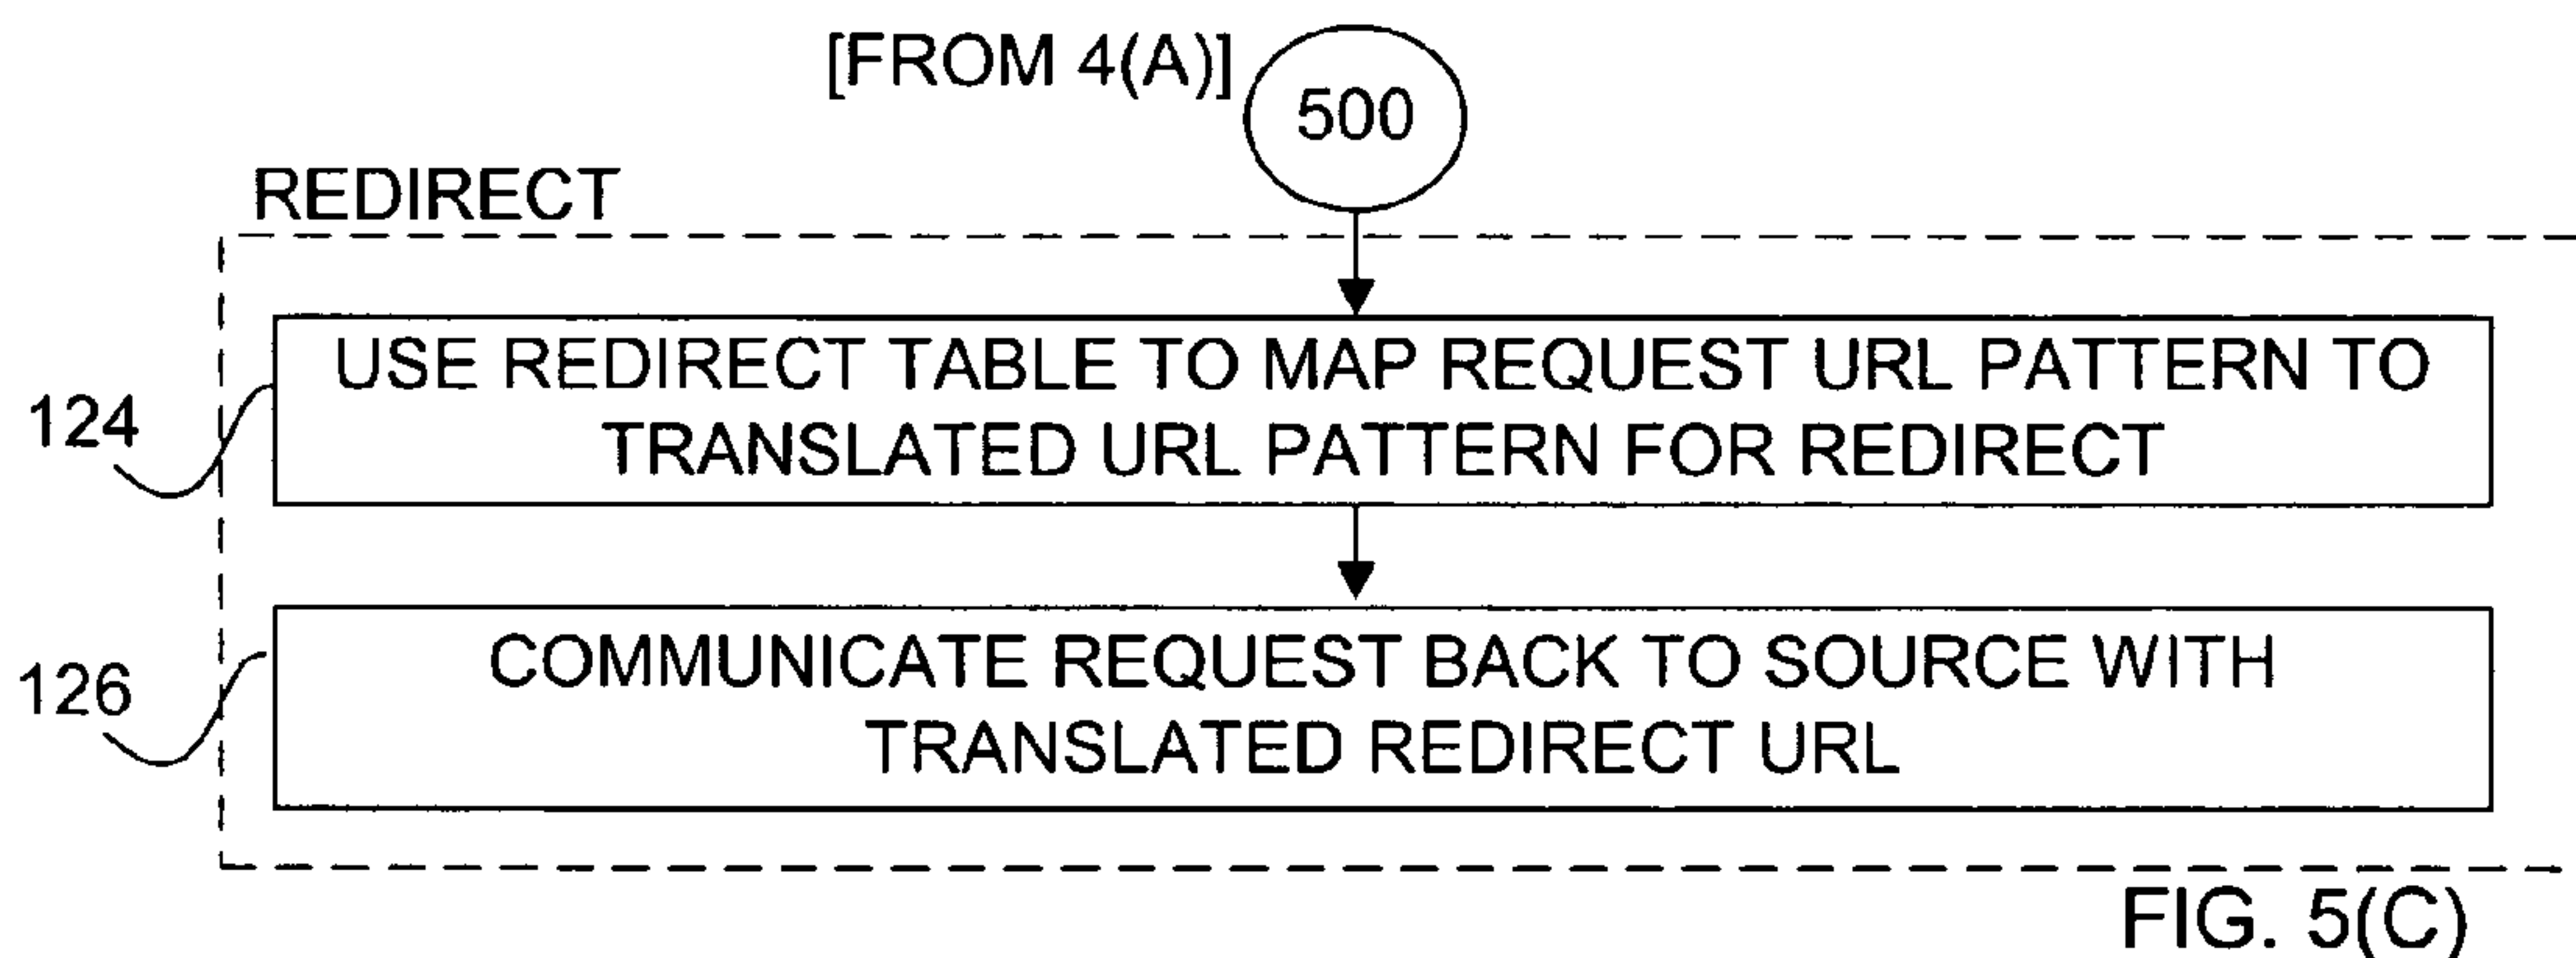 [FROM 4(A)]
500
REDIRECT
124
USE REDIRECT TABLE TO MAP REQUEST URL PATTERN TO
TRANSLATED URL PATTERN FOR REDIRECT
126
COMMUNICATE REQUEST BACK TO SOURCE WITH
TRANSLATED REDIRECT URL
FIG. 5(C)